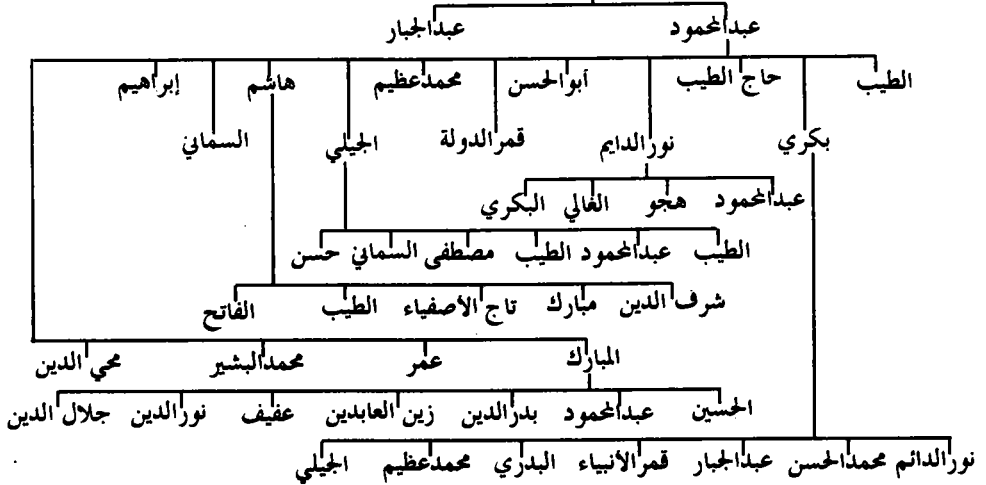 عبدالمحمود عبدالجبار
الطيب حاج الطيب أبوالحسن محمدعظيم هاشم إبراهيم
بكري نورالدايم قمرالدولة الجيلي السماني
عبدالمحمود هجو الغالي البكري
الطيب عبدالمحمود الطيب مصطفى السماني حسن
شرف الدين مبارك تاج الأصفياء الطيب الفاتح
المبارك عمر محمدالبشير محي الدين
الحسين عبدالمحمود بدرالدين زين العابدين عفيف نورالدين جلال الدين
نورالدائم محمدالحسن عبدالجبار قمرالأنبياء البدري محمدعظيم الجيلي